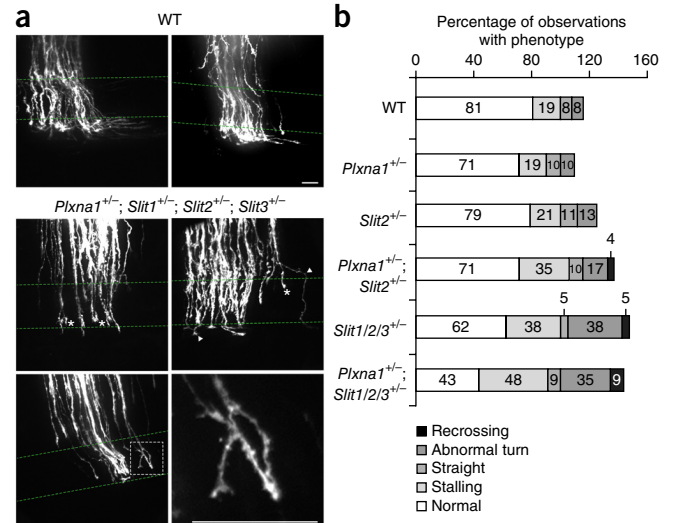 a
WT
Plxna1+/–; Slit1+/–; Slit2+/–; Slit3+/–
*
*
*
b
Percentage of observations
with phenotype
0 40 80 120 160
WT
81 19 8 8
Plxna1+/–
71 19 10 10
Slit2+/–
79 21 11 13
4
Plxna1+/–;
Slit2+/–
71 35 10 17
5 5
Slit1/2/3+/–
62 38 38
Plxna1+/–;
Slit1/2/3+/–
43 48 9 35 9
Recrossing
Abnormal turn
Straight
Stalling
Normal